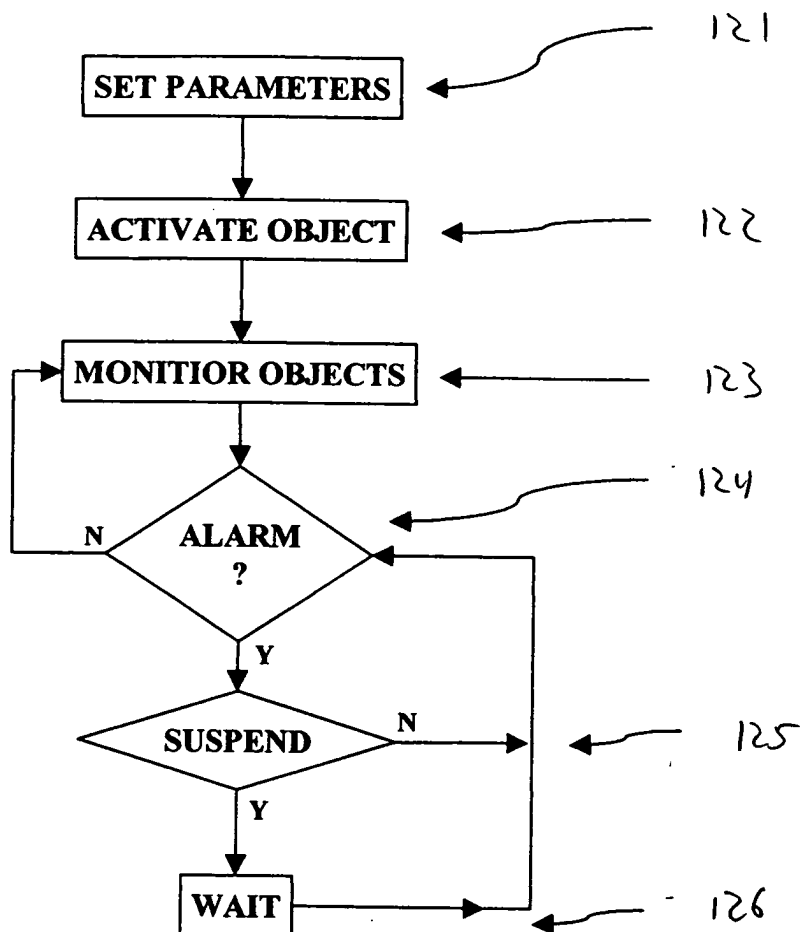 121
SET PARAMETERS
ACTIVATE OBJECT
122
MONITIOR OBJECTS
123
124
N
ALARM
?
Y
SUSPEND
N
125
Y
WAIT
126